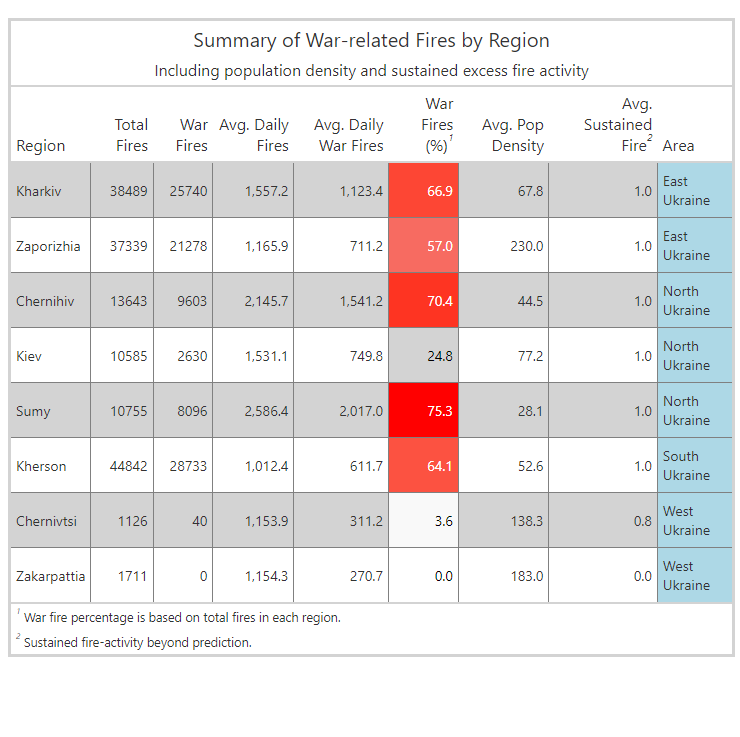 Summary of War-related Fires by Region
Including population density and sustained excess fire activity
Region Total Fires War Fires Avg. Daily Fires Avg. Daily War Fires War Fires (%)1 Avg. Pop Density Avg. Sustained Fire2 Area
Kharkiv 38489 25740 1,557.2 1,123.4 66.9 67.8 1.0 East Ukraine
Zaporizhia 37339 21278 1,165.9 711.2 57.0 230.0 1.0 East Ukraine
Chernihiv 13643 9603 2,145.7 1,541.2 70.4 44.5 1.0 North Ukraine
Kiev 10585 2630 1,531.1 749.8 24.8 77.2 1.0 North Ukraine
Sumy 10755 8096 2,586.4 2,017.0 75.3 28.1 1.0 North Ukraine
Kherson 44842 28733 1,012.4 611.7 64.1 52.6 1.0 South Ukraine
Chernivtsi 1126 40 1,153.9 311.2 3.6 138.3 0.8 West Ukraine
Zakarpattia 1711 0 1,154.3 270.7 0.0 183.0 0.0 West Ukraine
1 War fire percentage is based on total fires in each region.
2 Sustained fire-activity beyond prediction.